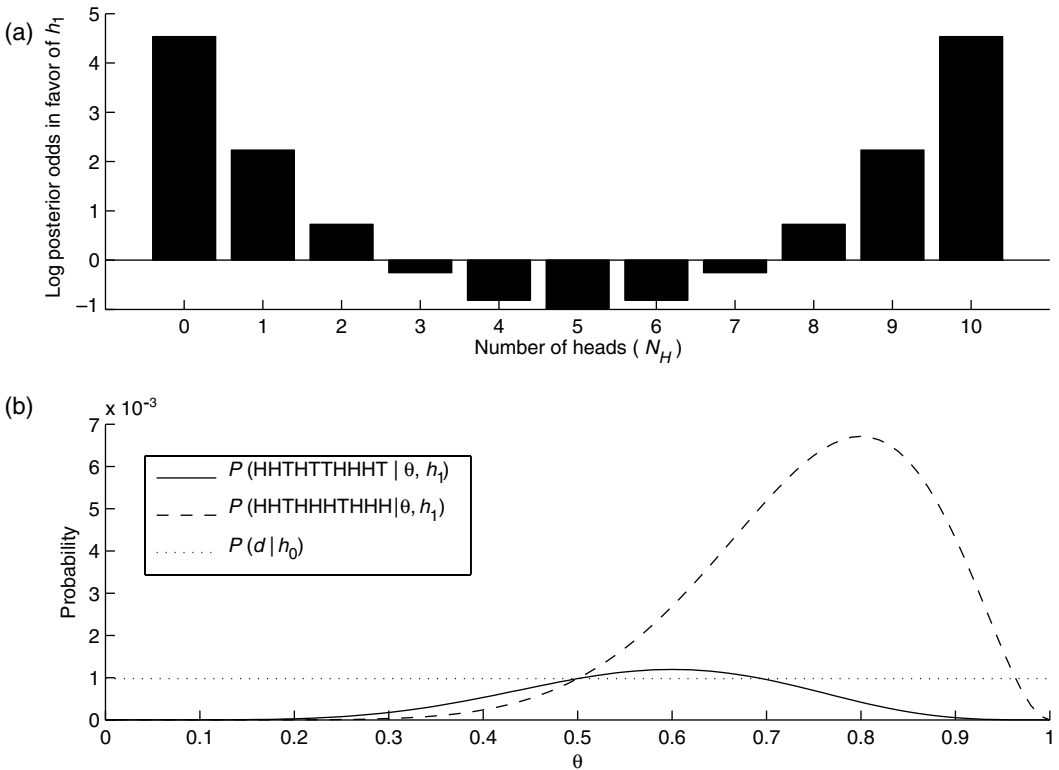 (a)
Log posterior odds in favor of h1
5
4
3
2
1
0
−1
0 1 2 3 4 5 6 7 8 9 10
Number of heads ( NH )
(b)
x 10-3
Probability
7
6
5
4
3
2
1
0
P (HHTHTTHHHT | θ, h1)
P (HHTHHHTHHH|θ, h1)
P (d | h0)
0 0.1 0.2 0.3 0.4 0.5 0.6 0.7 0.8 0.9 1
θ